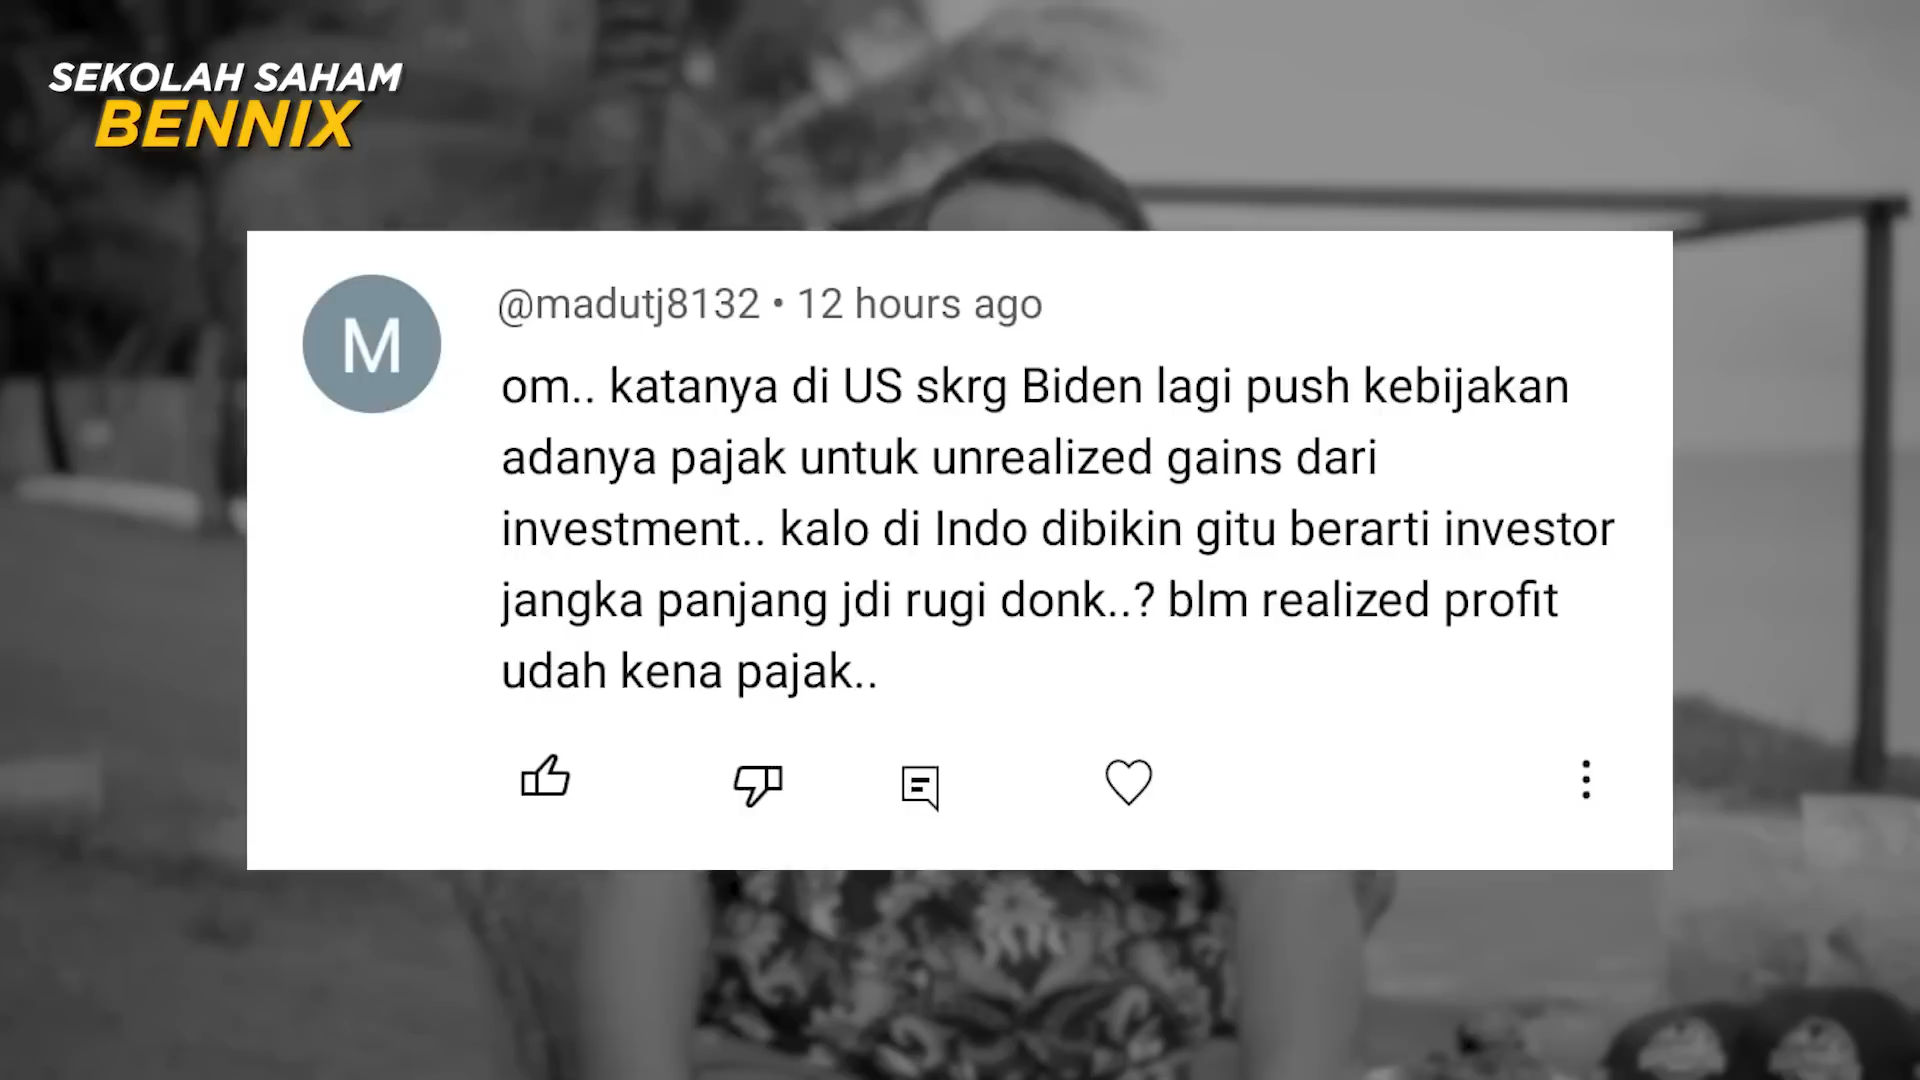 SEKOLAH SAHAM
BENNIX
M
@madutj8132 • 12 hours ago
om.. katanya di US skrg Biden lagi push kebijakan
adanya pajak untuk unrealized gains dari
investment.. kalo di Indo dibikin gitu berarti investor
jangka panjang jdi rugi donk..? blm realized profit
udah kena pajak..